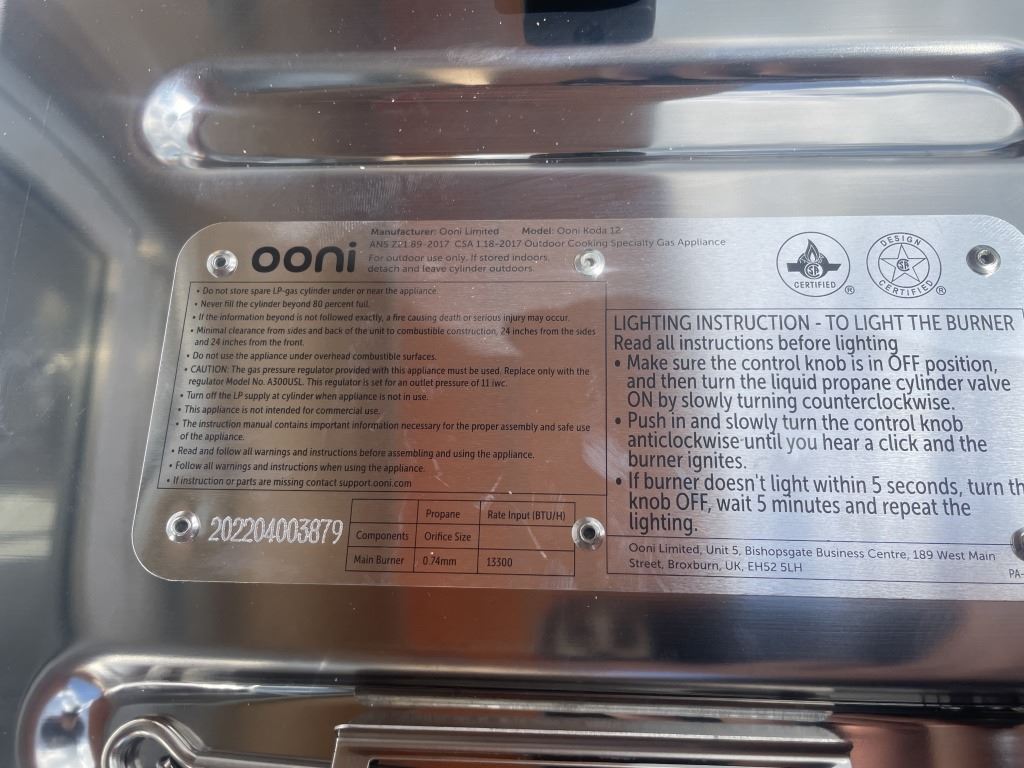 ooni
Manufacturer: Ooni Limited Model: Ooni Koda 12
ANS Z21.89-2017 CSA 1.18-2017 Outdoor Cooking Specialty Gas Appliance
For outdoor use only. If stored indoors,
detach and leave cylinder outdoors.
CERTIFIED ®
DESIGN
CERTIFIED ®
• Do not store spare LP-gas cylinder under or near the appliance.
• Never fill the cylinder beyond 80 percent full.
• If the information beyond is not followed exactly, a fire causing death or serious injury may occur.
• Minimal clearance from sides and back of the unit to combustible construction, 24 inches from the sides
and 24 inches from the front.
• Do not use the appliance under overhead combustible surfaces.
• CAUTION: The gas pressure regulator provided with this appliance must be used. Replace only with the
regulator Model No. A300USL. This regulator is set for an outlet pressure of 11 iwc.
• Turn off the LP supply at cylinder when appliance is not in use.
• This appliance is not intended for commercial use.
• The instruction manual contains important information necessary for the proper assembly and safe use
of the appliance.
• Read and follow all warnings and instructions before assembling and using the appliance.
• Follow all warnings and instructions when using the appliance.
• If instruction or parts are missing contact support.ooni.com
202204003879
Propane Rate Input (BTU/H)
Components Orifice Size
Main Burner 0.74mm 13300
LIGHTING INSTRUCTION - TO LIGHT THE BURNER
Read all instructions before lighting
• Make sure the control knob is in OFF position,
and then turn the liquid propane cylinder valve
ON by slowly turning counterclockwise.
• Push in and slowly turn the control knob
anticlockwise until you hear a click and the
burner ignites.
• If burner doesn't light within 5 seconds, turn th
knob OFF, wait 5 minutes and repeat the
lighting.
Ooni Limited, Unit 5, Bishopsgate Business Centre, 189 West Main
Street, Broxburn, UK, EH52 5LH
PA-